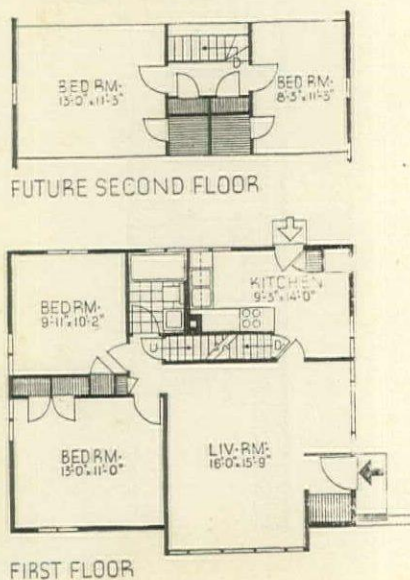 BED RM·
13'-0"x11'-3"
D
BED RM·
8'-3"x11'-3"
FUTURE SECOND FLOOR
BED RM·
9'-11"x10'-2"
KITCHEN
9'-3"x14'-0"
U
D
BED RM·
13'-0"x11'-0"
LIV·RM·
16'-0"x15'-9"
FIRST FLOOR